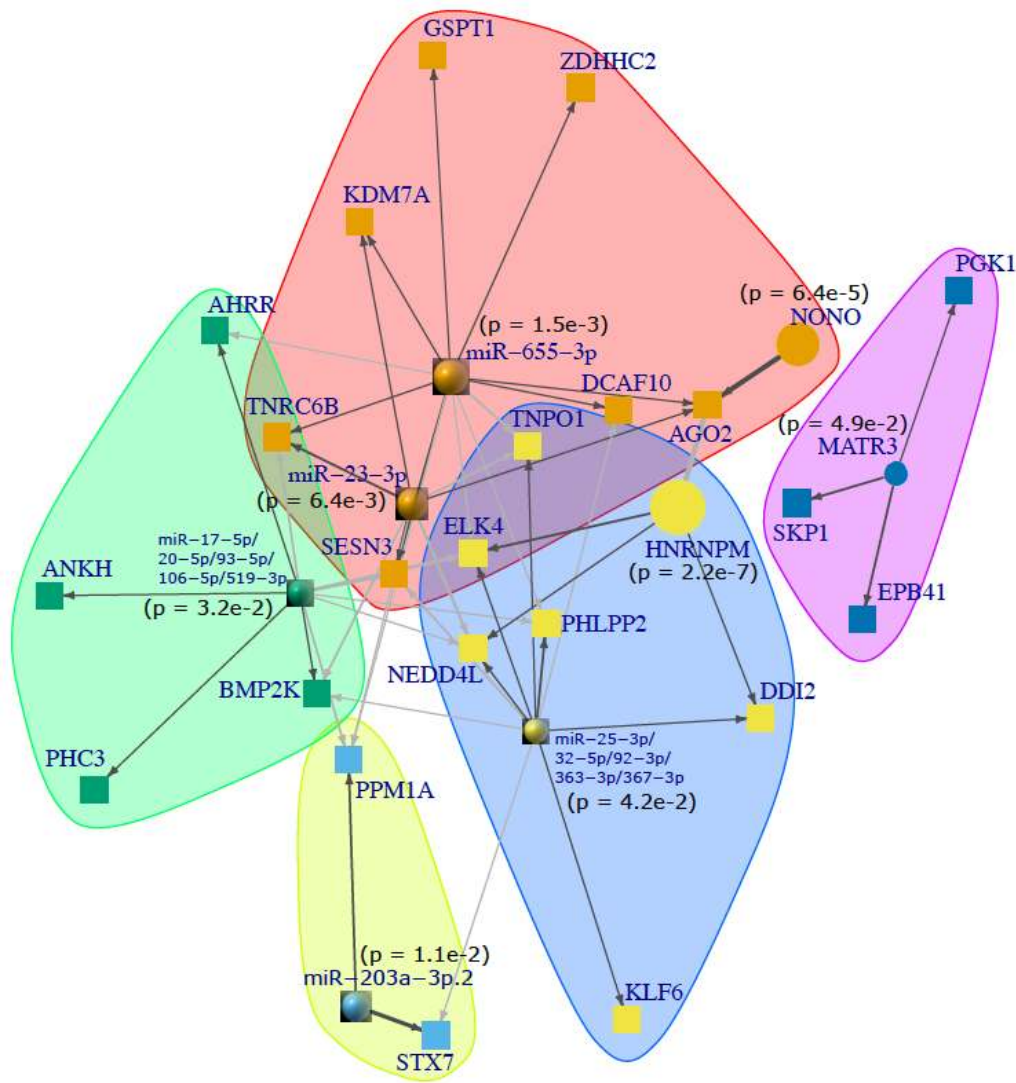 GSPT1
ZDHHC2
KDM7A
PGK1
AHRR
(p = 6.4e-5)
NONO
(p = 1.5e-3)
miR−655−3p
DCAF10
TNRC6B
TNPO1
AGO2
(p = 4.9e-2)
MATR3
miR−23−3p
(p = 6.4e-3)
ELK4
SKP1
miR−17−5p/
20−5p/93−5p/
106−5p/519−3p
(p = 3.2e-2)
SESN3
HNRNPM
(p = 2.2e-7)
ANKH
EPB41
PHLPP2
NEDD4L
BMP2K
DDI2
PHC3
PPM1A
miR−25−3p/
32−5p/92−3p/
363−3p/367−3p
(p = 4.2e-2)
(p = 1.1e-2)
miR−203a−3p.2
KLF6
STX7